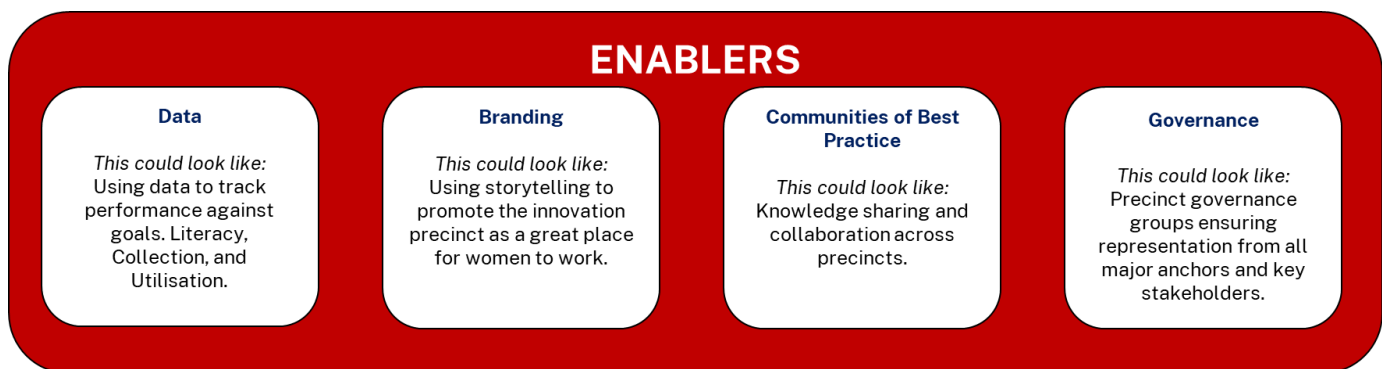 ENABLERS
Data
This could look like:
Using data to track
performance against
goals. Literacy,
Collection, and
Utilisation.
Branding
This could look like:
Using storytelling to
promote the innovation
precinct as a great place
for women to work.
Communities of Best
Practice
This could look like:
Knowledge sharing and
collaboration across
precincts.
Governance
This could look like:
Precinct governance
groups ensuring
representation from all
major anchors and key
stakeholders.